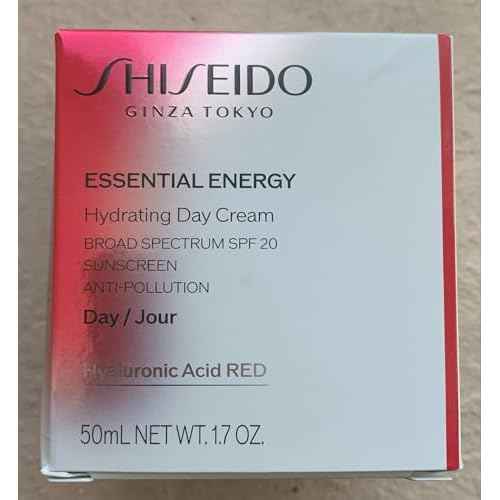 SHISEIDO
GINZA TOKYO
ESSENTIAL ENERGY
Hydrating Day Cream
BROAD SPECTRUM SPF 20
SUNSCREEN
ANTI-POLLUTION
Day / Jour
Hyaluronic Acid RED
50mL NET WT. 1.7 OZ.